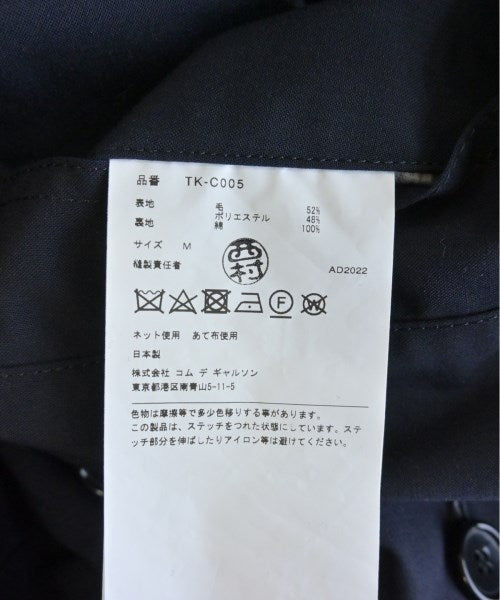 品番 TK-C005
表地 毛 52%
ポリエステル 48%
裏地 綿 100%
サイズ M
縫製責任者 西村 AD2022
F W
ネット使用 あて布使用
日本製
株式会社 コム デ ギャルソン
東京都港区南青山5-11-5
色物は摩擦等で多少色移りする事があります。
この製品は、ステッチをつれた状態にしています。ステ
ッチ部分を伸ばしたりアイロン等は避けてください。